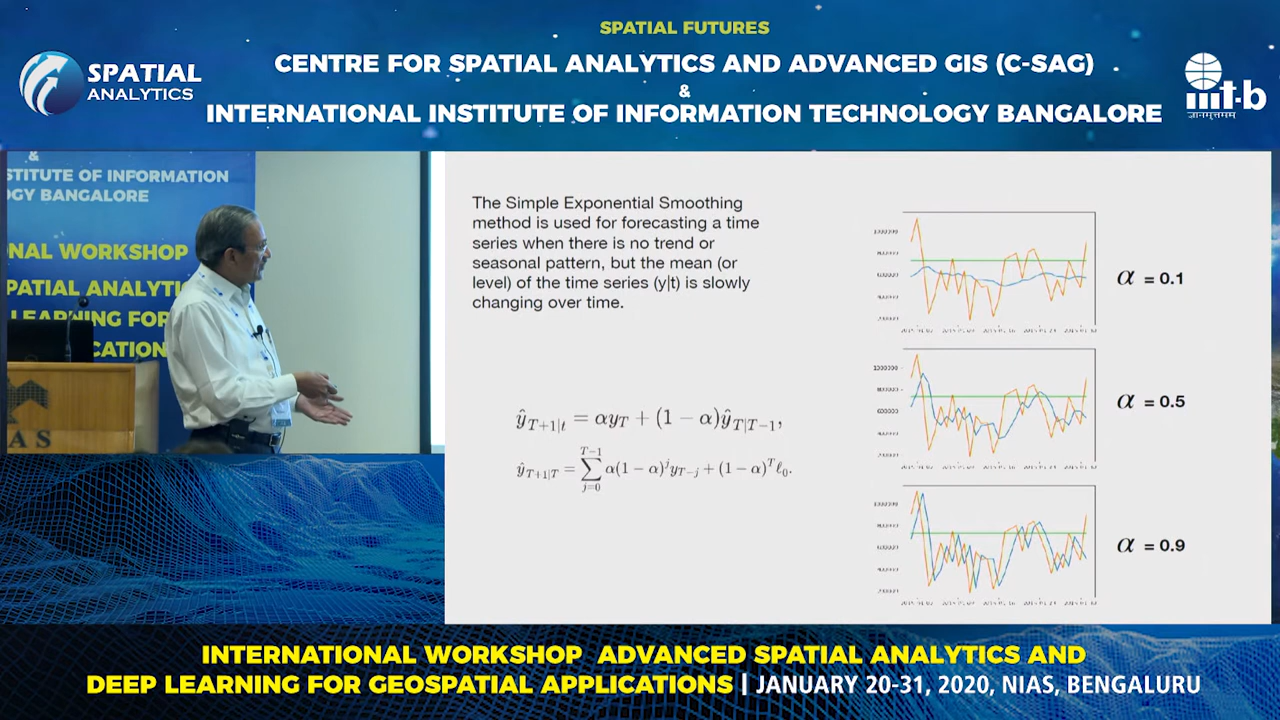 SPATIAL FUTURES
SPATIAL
ANALYTICS
CENTRE FOR SPATIAL ANALYTICS AND ADVANCED GIS (C-SAG)
&
INTERNATIONAL INSTITUTE OF INFORMATION TECHNOLOGY BANGALORE
iiit-b
ज्ञानमुत्तमम्
&
STITUTE OF INFORMATION
OGY BANGALORE
NAL WORKSHOP
PATIAL ANALYTI
LEARNING FOR
CATION
AS
The Simple Exponential Smoothing
method is used for forecasting a time
series when there is no trend or
seasonal pattern, but the mean (or
level) of the time series (y|t) is slowly
changing over time.
ŷ_{T+1|t} = αy_T + (1 − α)ŷ_{T|T−1},
ŷ_{T+1|T} = ∑_{j=0}^{T−1} α(1 − α)^j y_{T−j} + (1 − α)^T ℓ_0.
α = 0.1
α = 0.5
α = 0.9
INTERNATIONAL WORKSHOP ADVANCED SPATIAL ANALYTICS AND
DEEP LEARNING FOR GEOSPATIAL APPLICATIONS | JANUARY 20-31, 2020, NIAS, BENGALURU